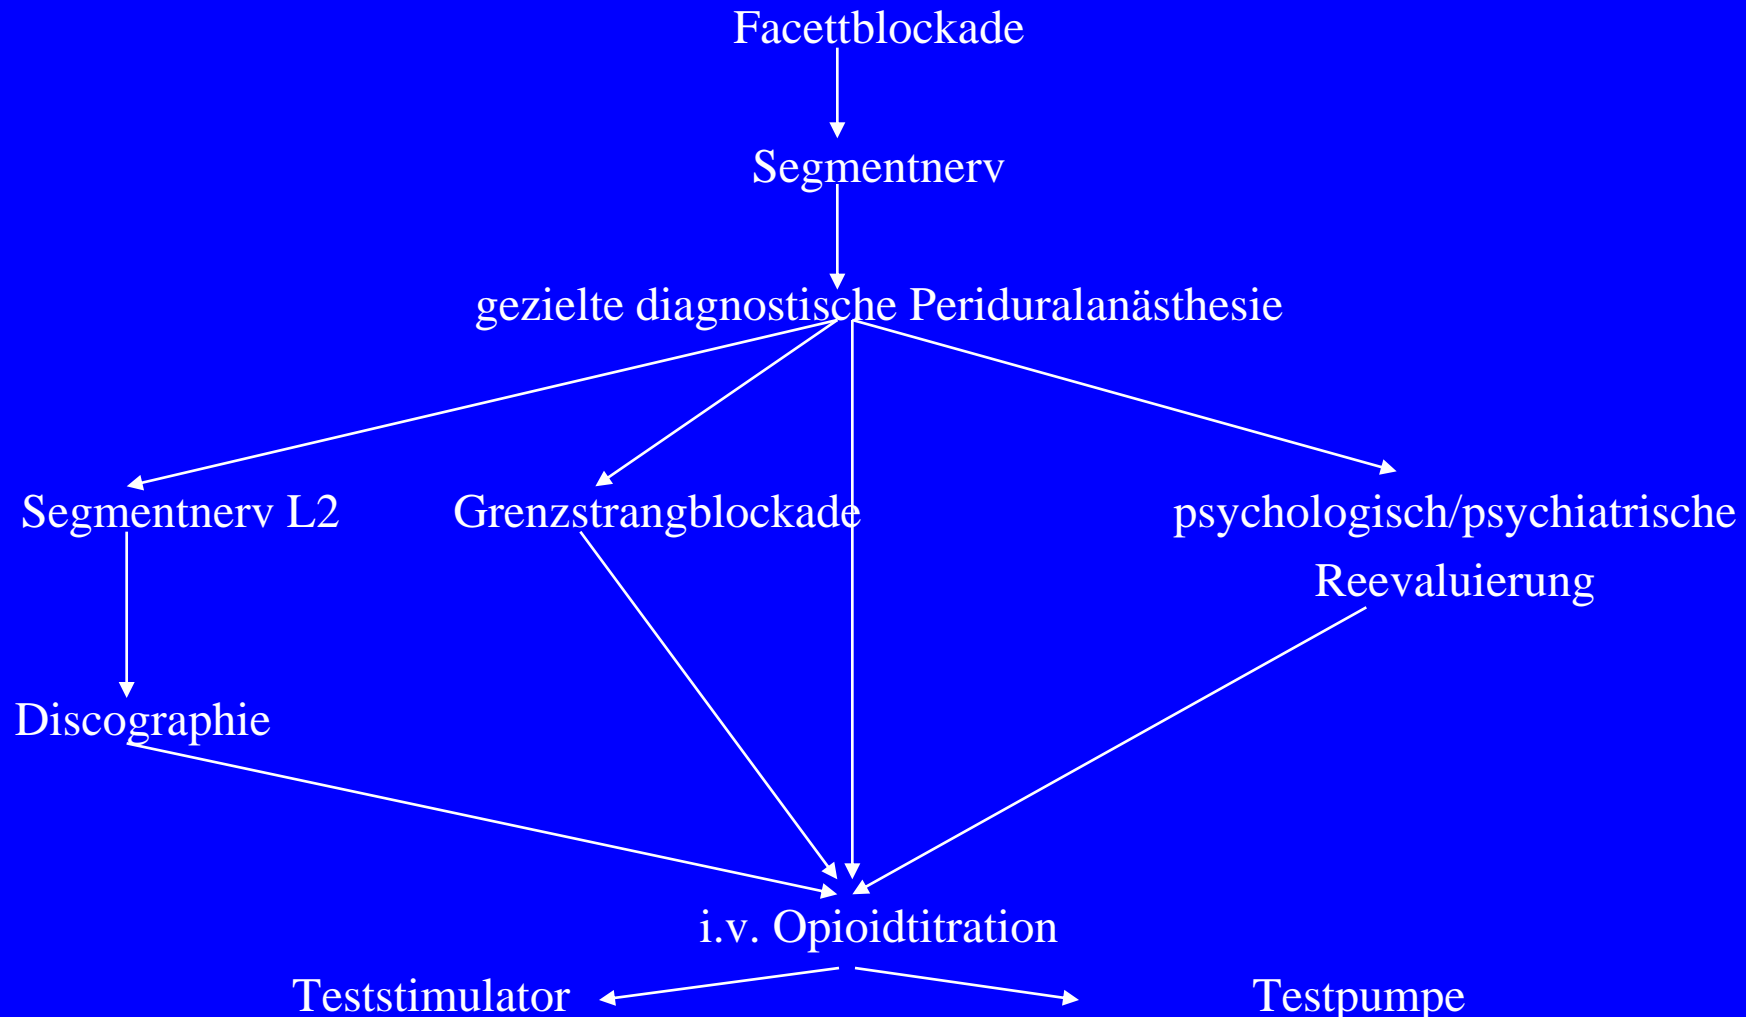 Facettblockade
Segmentnerv
gezielte diagnostische Periduralanästhesie
Segmentnerv L2
Grenzstrangblockade
psychologisch/psychiatrische
Reevaluierung
Discographie
i.v. Opioidtitration
Teststimulator
Testpumpe